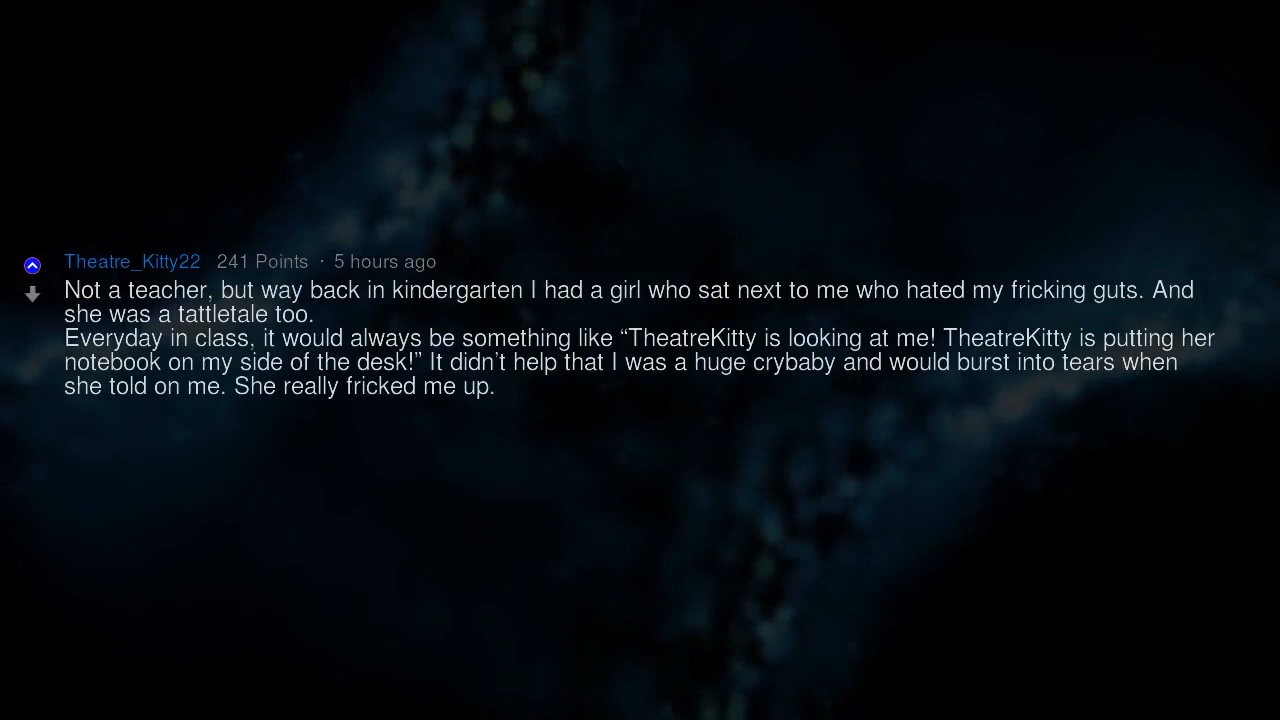 Theatre_Kitty22 241 Points · 5 hours ago
Not a teacher, but way back in kindergarten I had a girl who sat next to me who hated my fricking guts. And
she was a tattletale too.
Everyday in class, it would always be something like “TheatreKitty is looking at me! TheatreKitty is putting her
notebook on my side of the desk!” It didn’t help that I was a huge crybaby and would burst into tears when
she told on me. She really fricked me up.